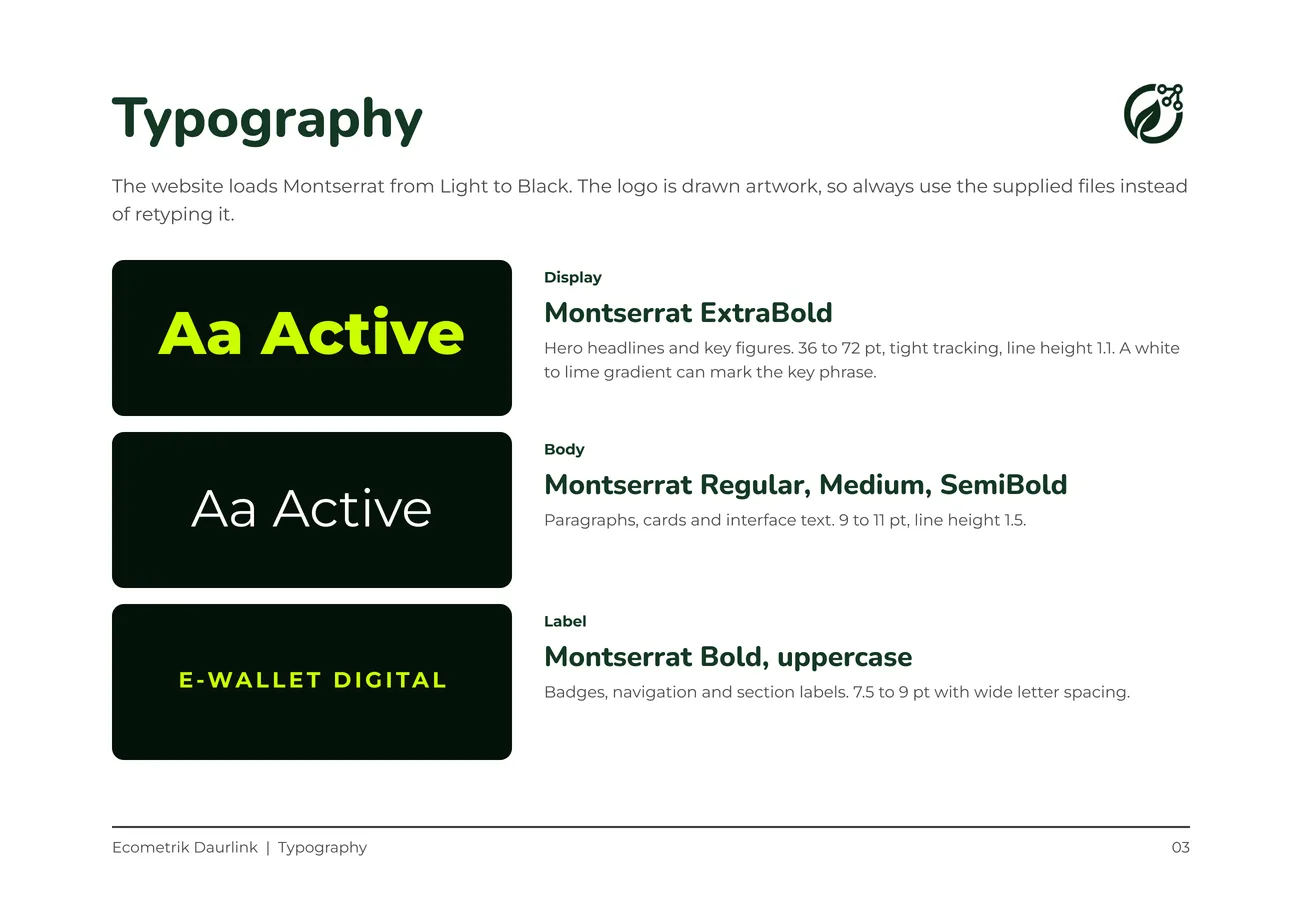 Typography
The website loads Montserrat from Light to Black. The logo is drawn artwork, so always use the supplied files instead
of retyping it.
Aa Active
Display
Montserrat ExtraBold
Hero headlines and key figures. 36 to 72 pt, tight tracking, line height 1.1. A white
to lime gradient can mark the key phrase.
Aa Active
Body
Montserrat Regular, Medium, SemiBold
Paragraphs, cards and interface text. 9 to 11 pt, line height 1.5.
E-WALLET DIGITAL
Label
Montserrat Bold, uppercase
Badges, navigation and section labels. 7.5 to 9 pt with wide letter spacing.
Ecometrik Daurlink | Typography
03